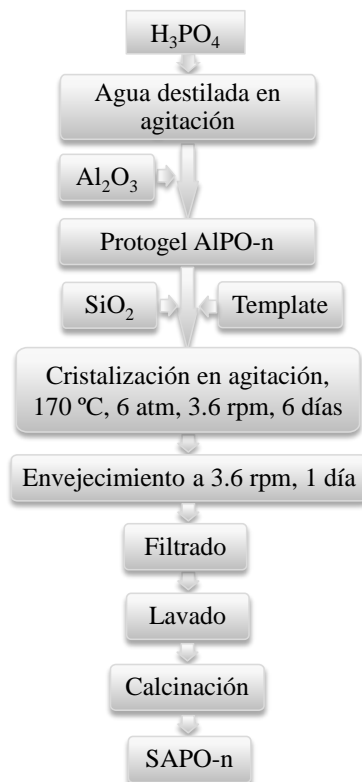 H₃PO₄
Agua destilada en
agitación
Al₂O₃
Protogel AlPO-n
SiO₂
Template
Cristalización en agitación,
170 ºC, 6 atm, 3.6 rpm, 6 días
Envejecimiento a 3.6 rpm, 1 día
Filtrado
Lavado
Calcinación
SAPO-n